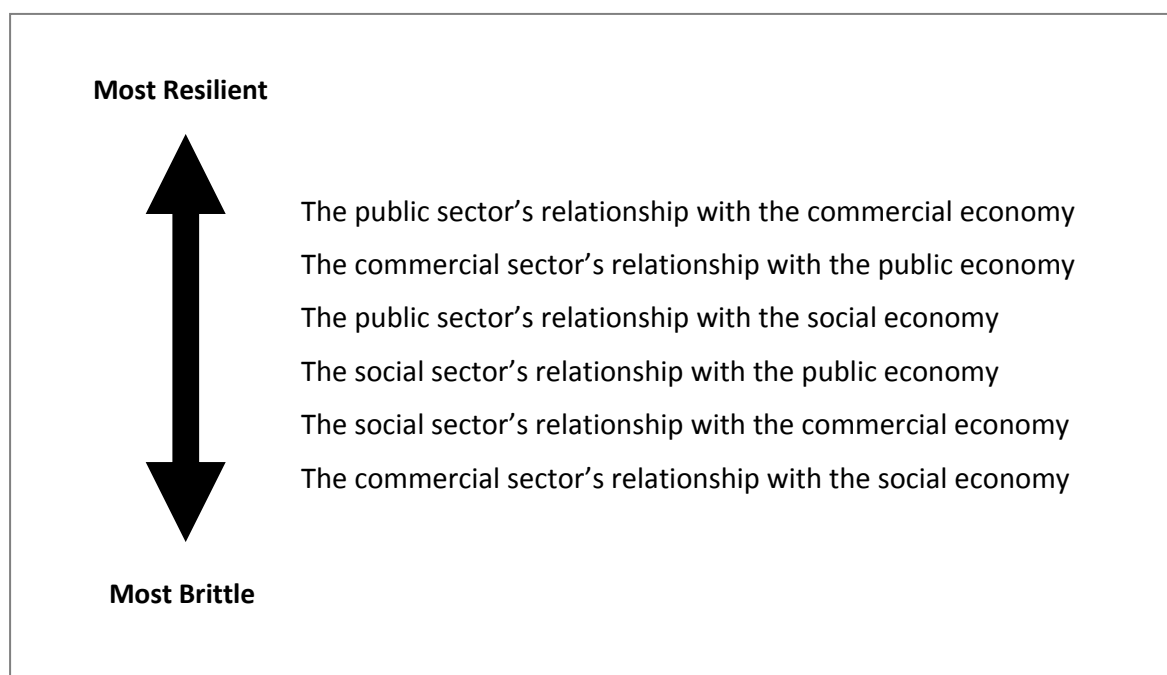 Most Resilient
The public sector’s relationship with the commercial economy
The commercial sector’s relationship with the public economy
The public sector’s relationship with the social economy
The social sector’s relationship with the public economy
The social sector’s relationship with the commercial economy
The commercial sector’s relationship with the social economy
Most Brittle